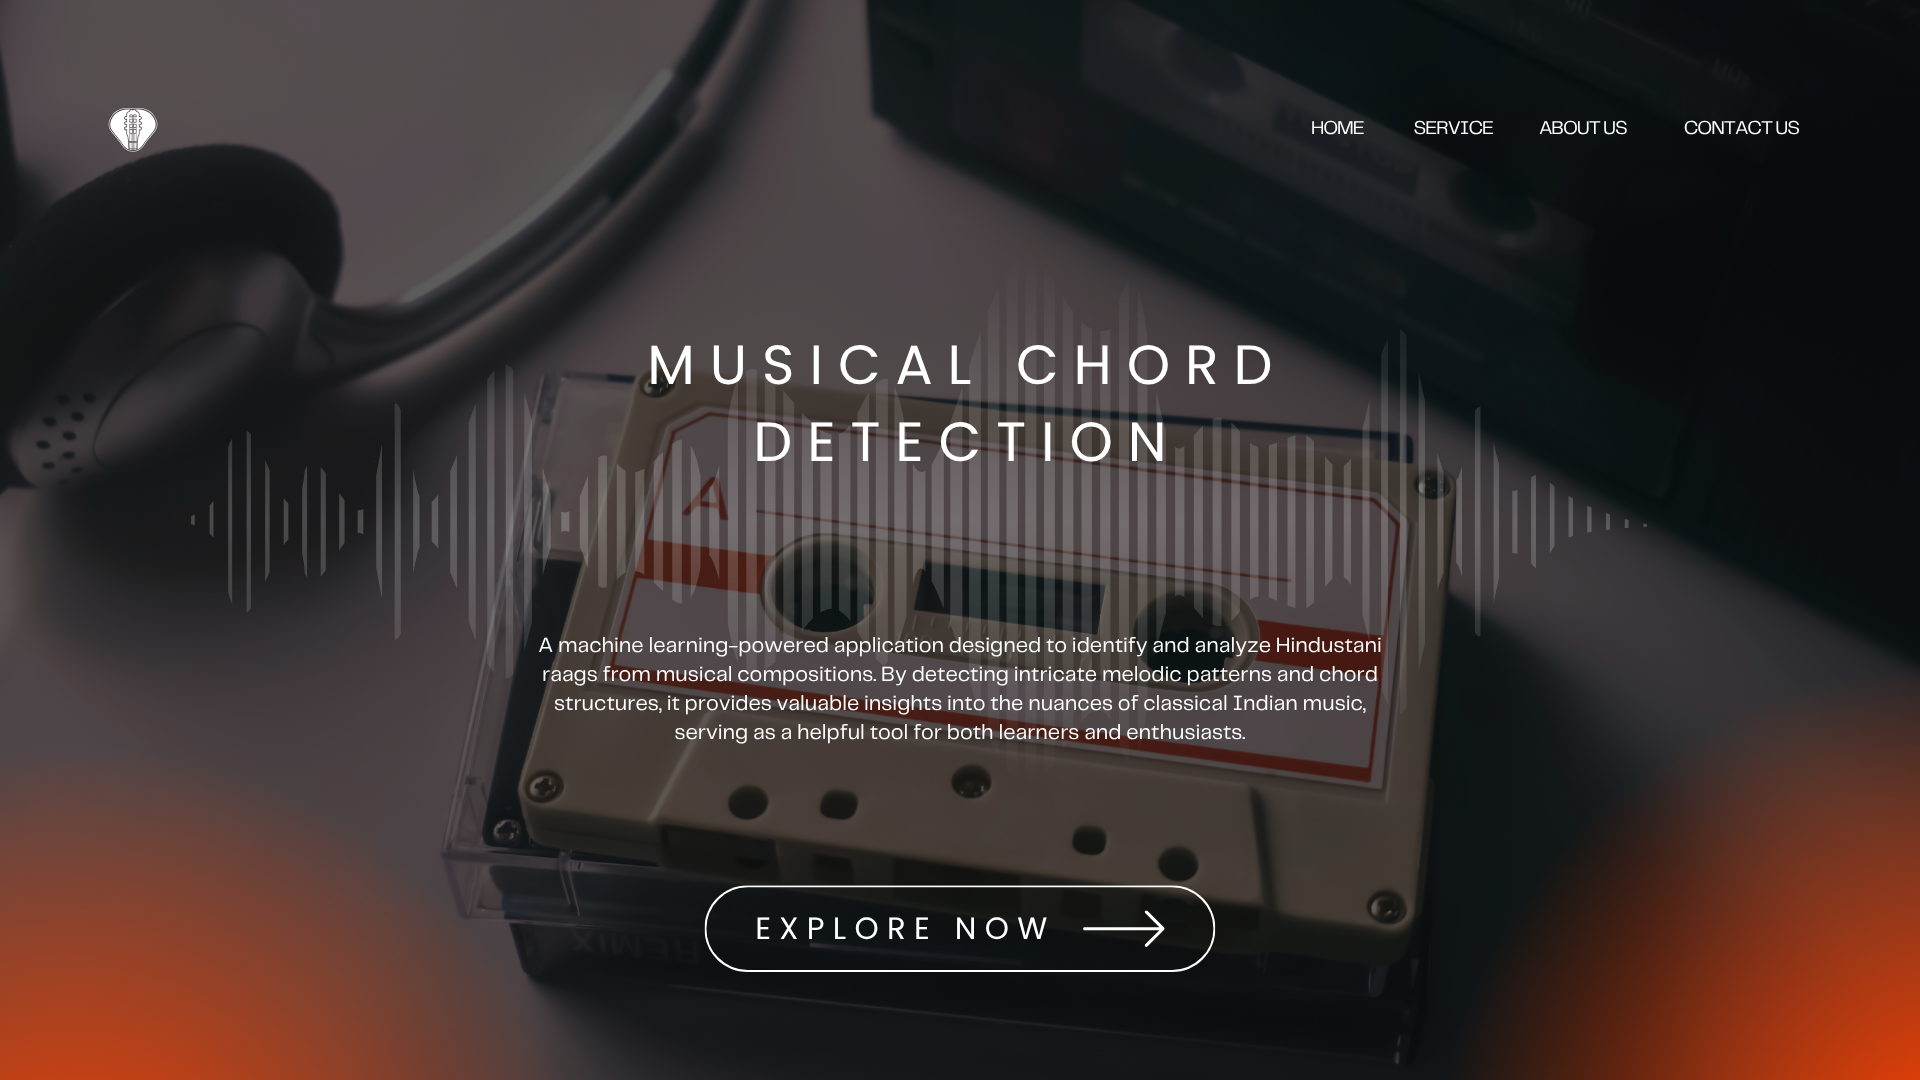 HOME SERVICE ABOUT US CONTACT US
MUSICAL CHORD
DETECTION
A
A machine learning-powered application designed to identify and analyze Hindustani
raags from musical compositions. By detecting intricate melodic patterns and chord
structures, it provides valuable insights into the nuances of classical Indian music,
serving as a helpful tool for both learners and enthusiasts.
EXPLORE NOW
REMIX